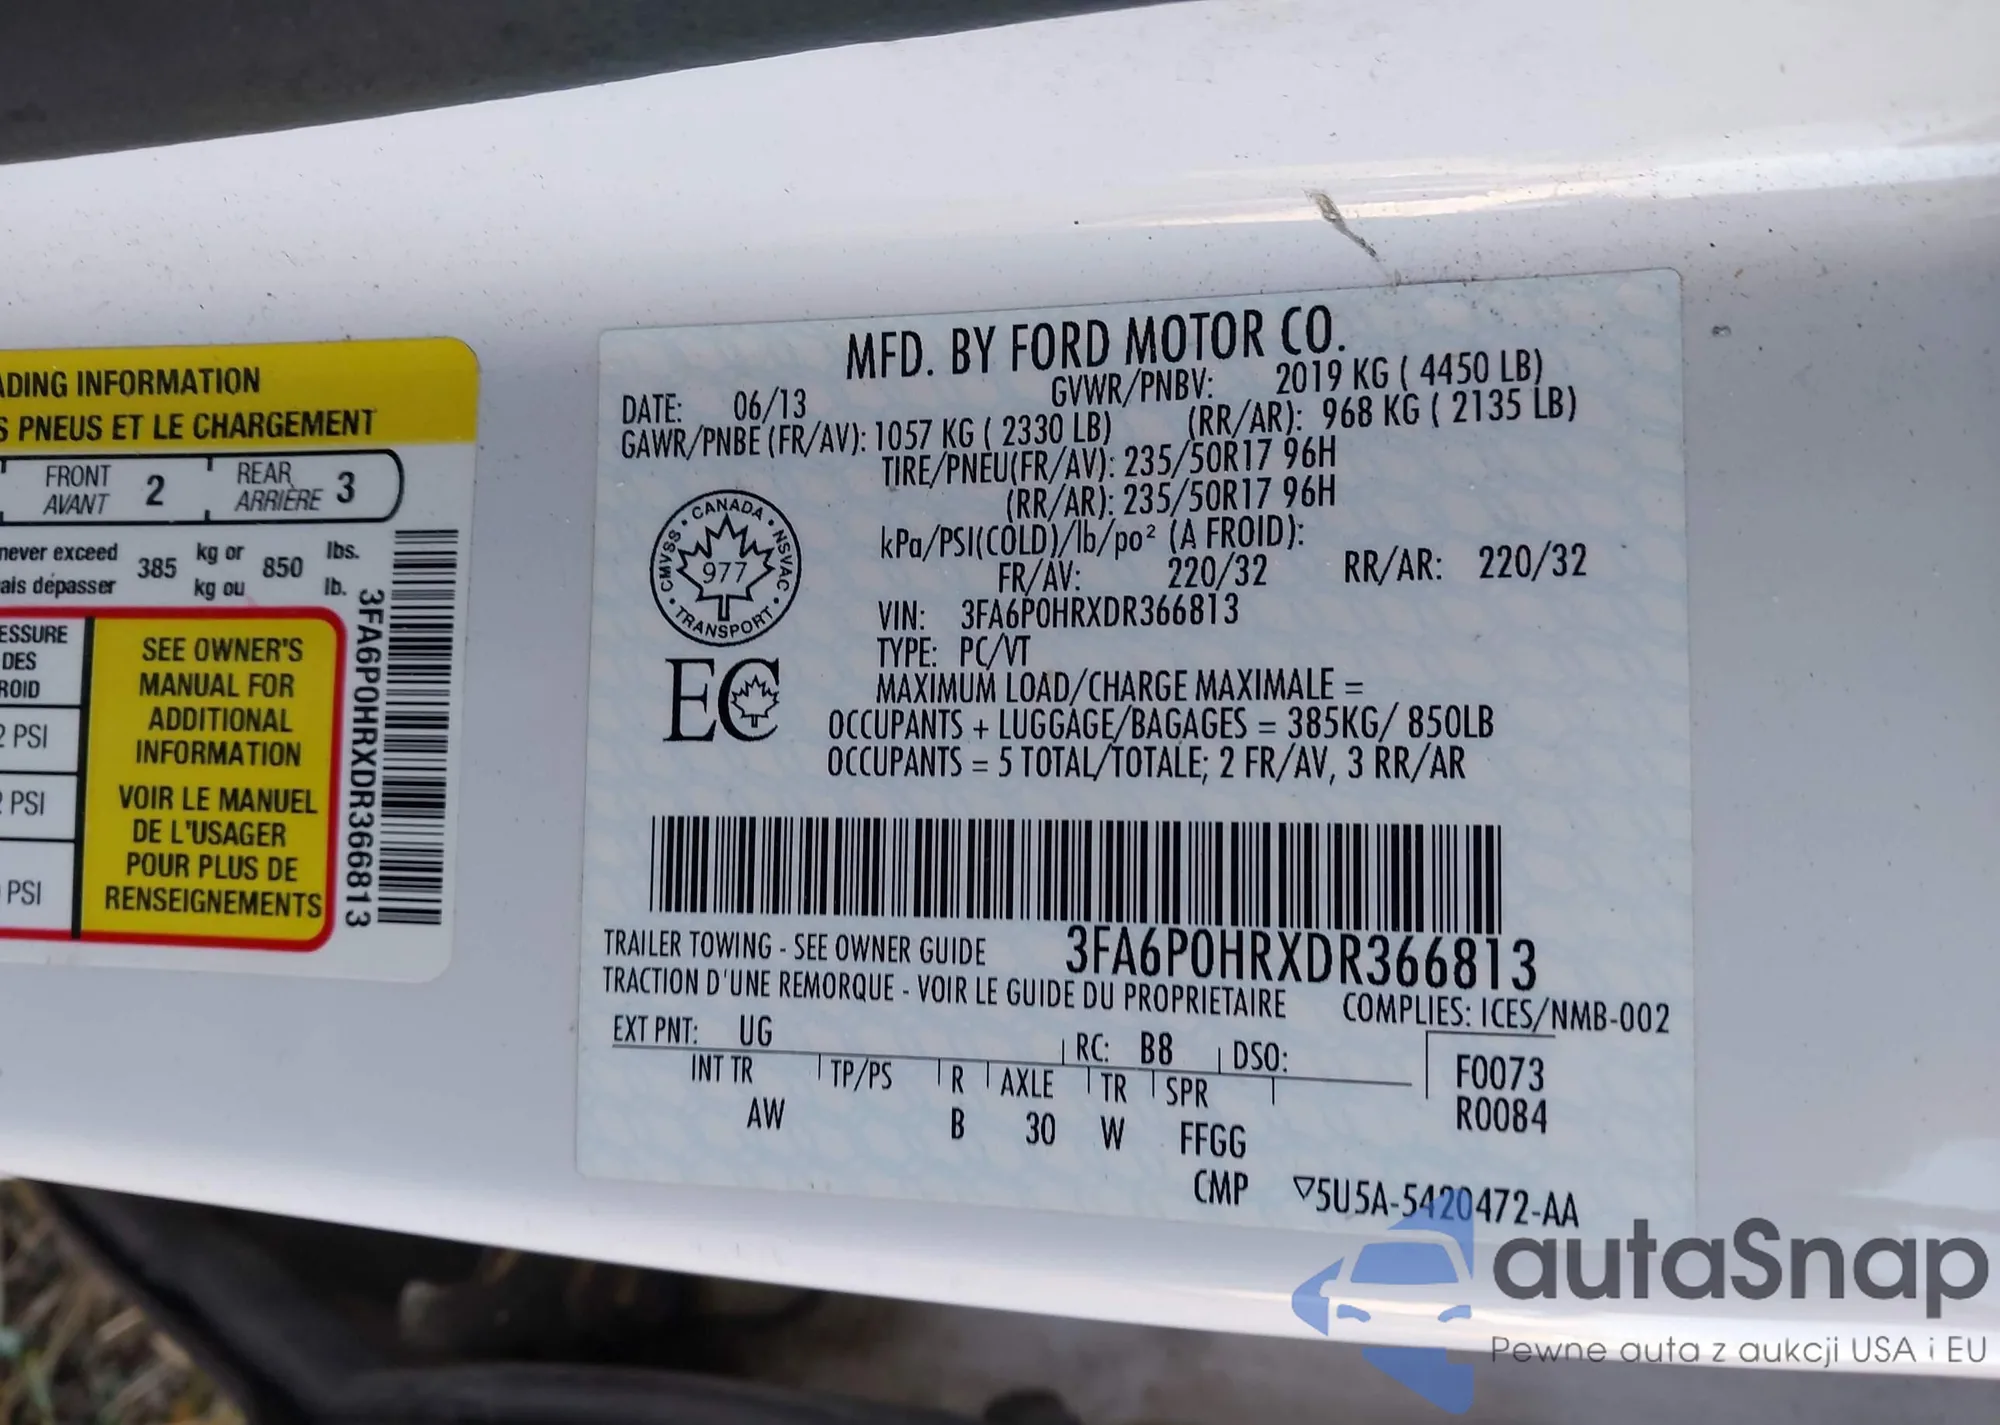 ADING INFORMATION
S PNEUS ET LE CHARGEMENT
FRONT
AVANT 2
REAR
ARRIÈRE 3
never exceed 385 kg or 850 lbs.
ais dépasser kg ou lb.
ESSURE
DES
ROID
2 PSI
PSI
PSI
SEE OWNER'S
MANUAL FOR
ADDITIONAL
INFORMATION
VOIR LE MANUEL
DE L'USAGER
POUR PLUS DE
RENSEIGNEMENTS
3FA6P0HRXDR366813
MFD. BY FORD MOTOR CO.
DATE: 06/13 GVWR/PNBV: 2019 KG ( 4450 LB)
GAWR/PNBE (FR/AV): 1057 KG ( 2330 LB) (RR/AR): 968 KG ( 2135 LB)
TIRE/PNEU(FR/AV): 235/50R17 96H
(RR/AR): 235/50R17 96H
kPa/PSI(COLD)/lb/po² (A FROID):
FR/AV: 220/32 RR/AR: 220/32
VIN: 3FA6P0HRXDR366813
TYPE: PC/VT
MAXIMUM LOAD/CHARGE MAXIMALE =
OCCUPANTS + LUGGAGE/BAGAGES = 385KG/ 850LB
OCCUPANTS = 5 TOTAL/TOTALE; 2 FR/AV, 3 RR/AR
CANADA • NSVAC • TRANSPORT • CMVSS •
977
EC
3FA6P0HRXDR366813
TRAILER TOWING - SEE OWNER GUIDE
TRACTION D'UNE REMORQUE - VOIR LE GUIDE DU PROPRIETAIRE
COMPLIES: ICES/NMB-002
EXT PNT: UG RC: B8 DSO:
INT TR TP/PS R AXLE TR SPR
AW B 30 W FFGG
F0073
R0084
CMP ▽5U5A-5420472-AA
autaSnap
Pewne auta z aukcji USA i EU